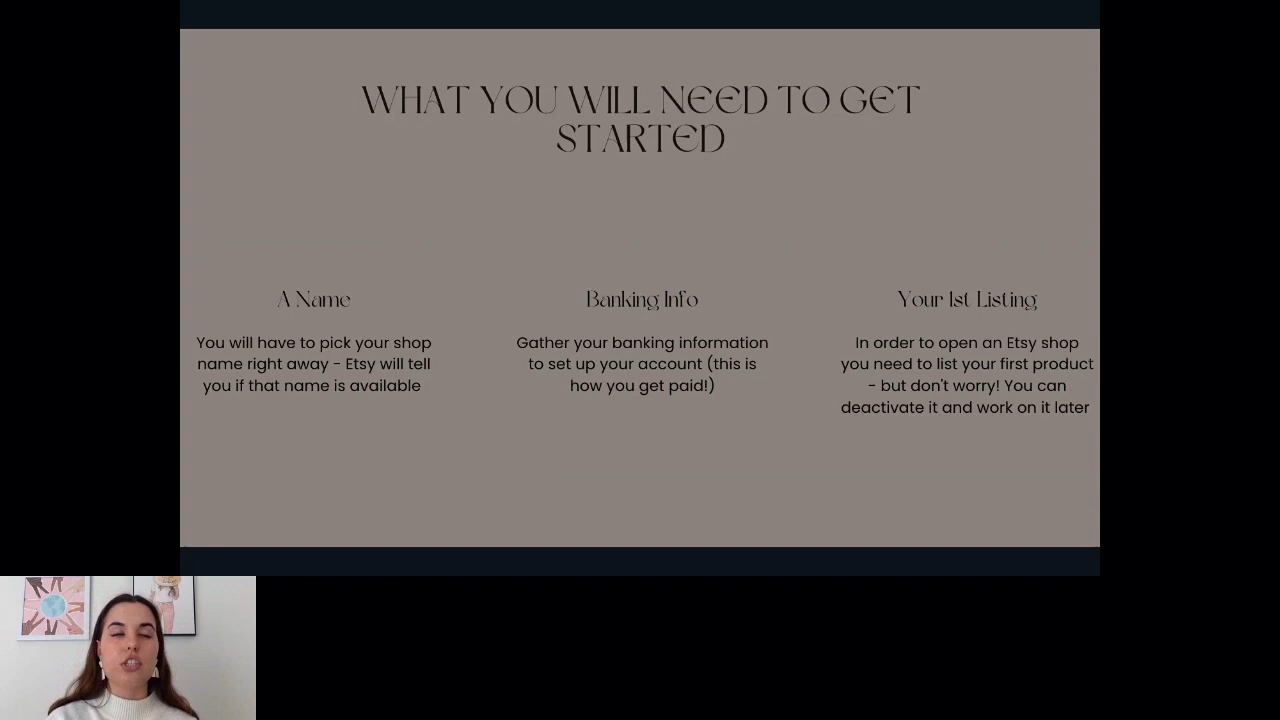 WHAT YOU WILL NEED TO GET
STARTED
A Name
You will have to pick your shop
name right away - Etsy will tell
you if that name is available
Banking Info
Gather your banking information
to set up your account (this is
how you get paid!)
Your 1st Listing
In order to open an Etsy shop
you need to list your first product
- but don't worry! You can
deactivate it and work on it later